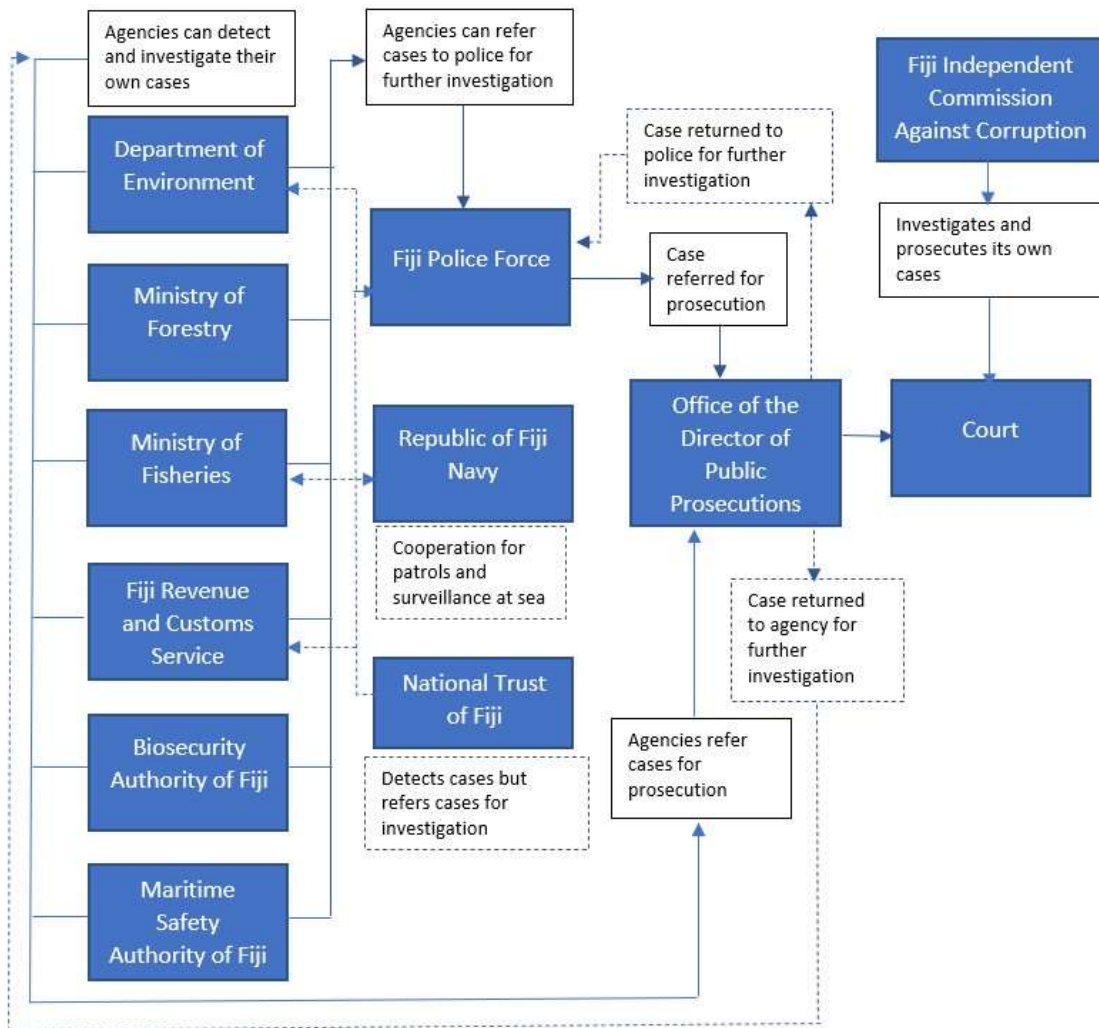 Agencies can detect
and investigate their
own cases
Agencies can refer
cases to police for
further investigation
Fiji Independent
Commission
Against Corruption
Department of
Environment
Case returned to
police for further
investigation
Fiji Police Force
Case
referred for
prosecution
Investigates and
prosecutes its own
cases
Ministry of
Forestry
Ministry of
Fisheries
Republic of Fiji
Navy
Office of the
Director of
Public
Prosecutions
Court
Cooperation for
patrols and
surveillance at sea
Fiji Revenue
and Customs
Service
Case returned
to agency for
further
investigation
National Trust
of Fiji
Biosecurity
Authority of Fiji
Detects cases but
refers cases for
investigation
Agencies refer
cases for
prosecution
Maritime
Safety
Authority of Fiji